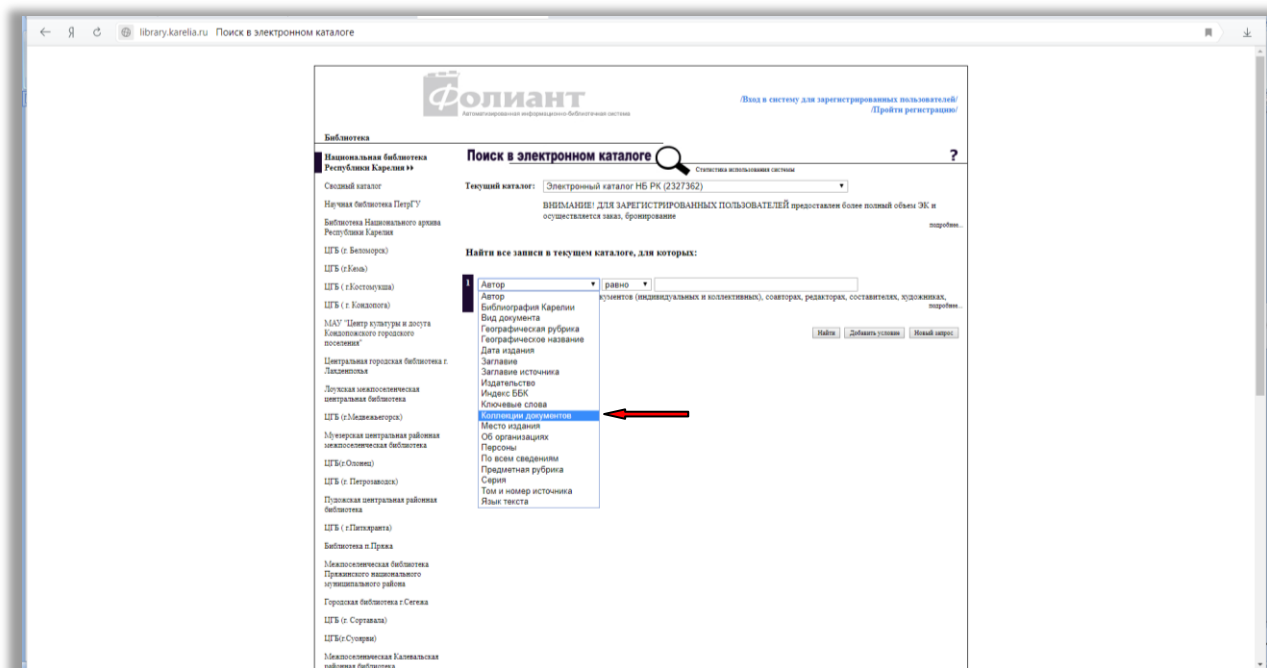 library.karelia.ru Поиск в электронном каталоге
Фолиант
Автоматизированная информационно-библиотечная система
/Вход в систему для зарегистрированных пользователей/
/Пройти регистрацию/
Библиотека
Национальная библиотека
Республики Карелия
Сводный каталог
Научная библиотека ПетрГУ
Библиотека Национального архива
Республики Карелия
ЦГБ (г. Беломорск)
ЦГБ (г.Кемь)
ЦГБ ( г.Костомукша)
ЦГБ ( г. Кондопога)
МАУ "Центр культуры и досуга
Кондопожского городского
поселения"
Центральная городская библиотека г.
Лахденпохья
Лоухская межпоселенческая
центральная библиотека
ЦГБ (г.Медвежьегорск)
Муезерская центральная районная
межпоселенческая библиотека
ЦГБ(г.Олонец)
ЦГБ (г. Петрозаводск)
Пудожская центральная районная
библиотека
ЦГБ ( г.Питкяранта)
Библиотека п.Пряжа
Межпоселенческая библиотека
Пряжинского национального
муниципального района
Городская библиотека г.Сегежа
ЦГБ (г. Сортавала)
ЦГБ(г.Суоярви)
Межпоселенческая Калевальская
районная библиотека
Поиск в электронном каталоге
?
Статистика использования системы
Текущий каталог: Электронный каталог НБ РК (2327362)
ВНИМАНИЕ! ДЛЯ ЗАРЕГИСТРИРОВАННЫХ ПОЛЬЗОВАТЕЛЕЙ предоставлен более полный объем ЭК и
осуществляется заказ, бронирование
подробнее...
Найти все записи в текущем каталоге, для которых:
1 Автор равно
кументов (индивидуальных и коллективных), соавторах, редакторах, составителях, художниках,
подробнее...
Найти Добавить условие Новый запрос
Автор
Библиография Карелии
Вид документа
Географическая рубрика
Географическое название
Дата издания
Заглавие
Заглавие источника
Издательство
Индекс ББК
Ключевые слова
Коллекции документов
Место издания
Об организациях
Персоны
По всем сведениям
Предметная рубрика
Серия
Том и номер источника
Язык текста